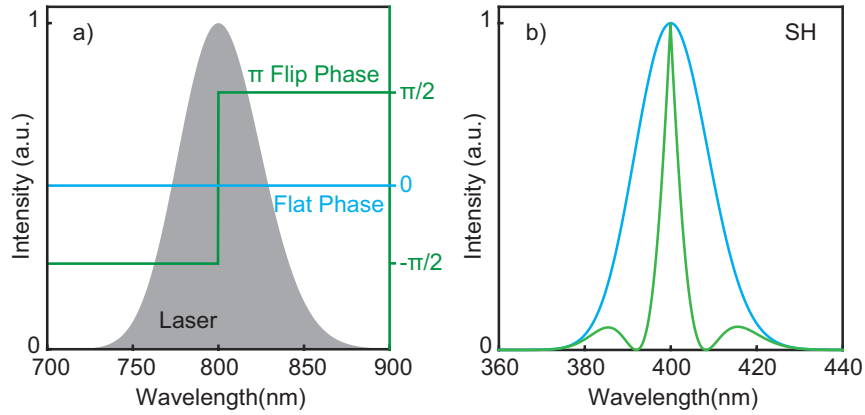 a)
π Flip Phase
Flat Phase
Laser
1
0
Intensity (a.u.)
π/2
0
-π/2
700 750 800 850 900
Wavelength(nm)
b)
SH
1
0
Intensity (a.u.)
360 380 400 420 440
Wavelength(nm)